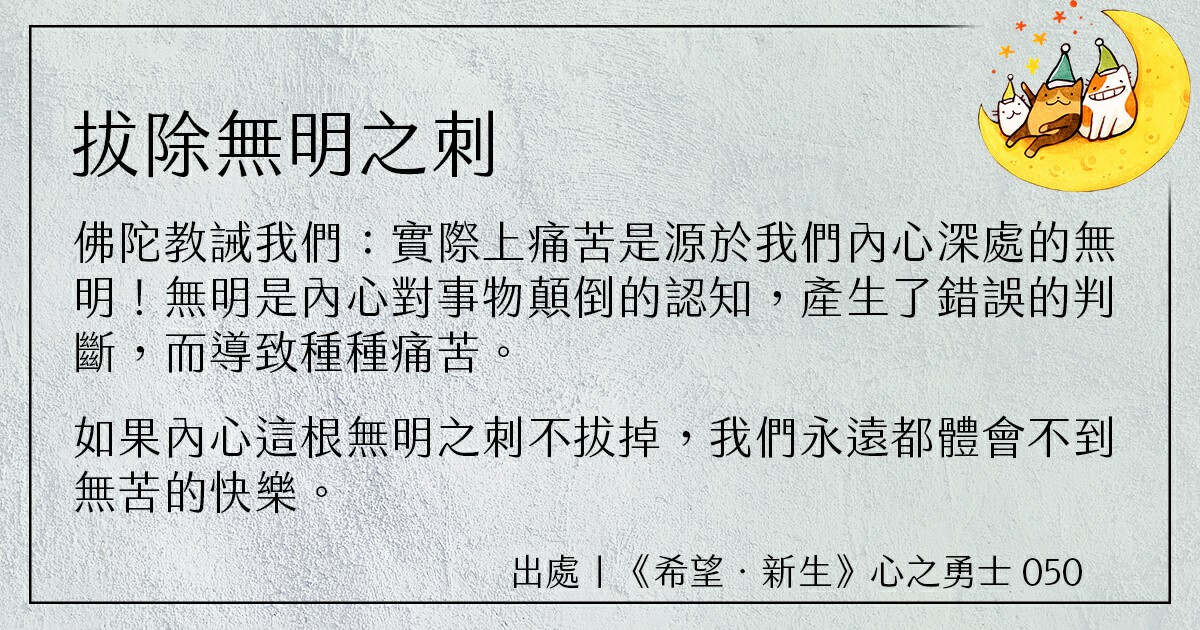 拔除無明之刺
佛陀教誡我們：實際上痛苦是源於我們內心深處的無
明！無明是內心對事物顛倒的認知，產生了錯誤的判
斷，而導致種種痛苦。
如果內心這根無明之刺不拔掉，我們永遠都體會不到
無苦的快樂。
出處｜《希望．新生》心之勇士 050